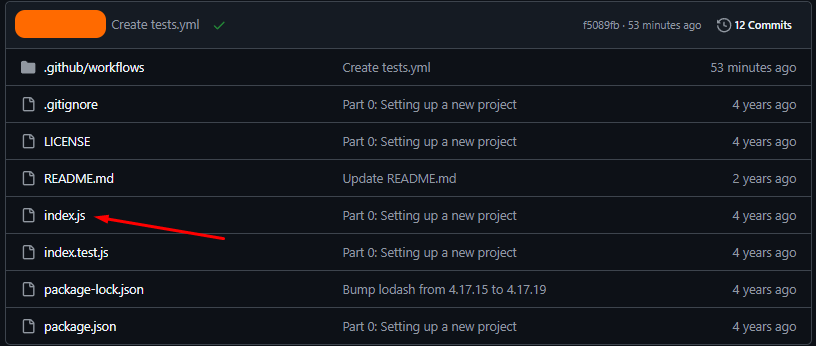 Create tests.yml f5089fb · 53 minutes ago 12 Commits
.github/workflows Create tests.yml 53 minutes ago
.gitignore Part 0: Setting up a new project 4 years ago
LICENSE Part 0: Setting up a new project 4 years ago
README.md Update README.md 2 years ago
index.js Part 0: Setting up a new project 4 years ago
index.test.js Part 0: Setting up a new project 4 years ago
package-lock.json Bump lodash from 4.17.15 to 4.17.19 4 years ago
package.json Part 0: Setting up a new project 4 years ago